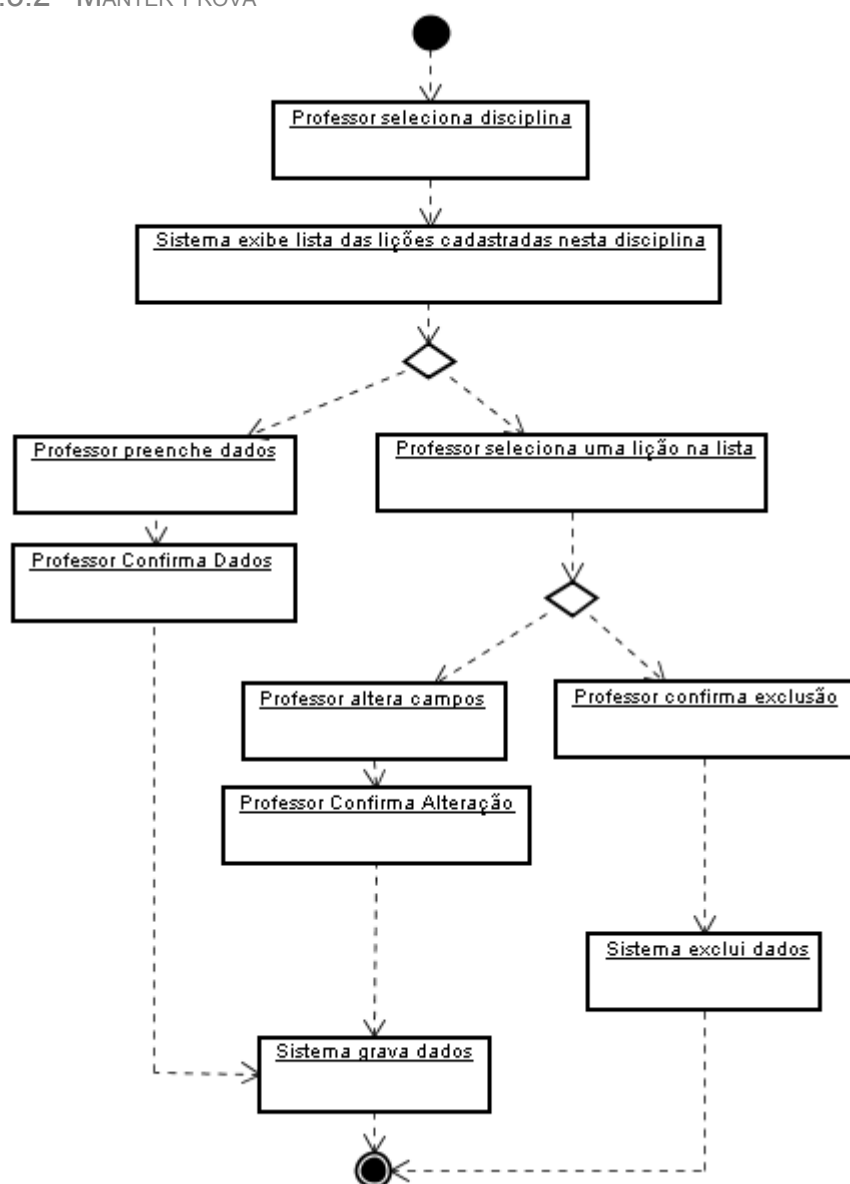 .3.2 MANTER PROVA
Professor seleciona disciplina
Sistema exibe lista das lições cadastradas nesta disciplina
Professor preenche dados
Professor seleciona uma lição na lista
Professor Confirma Dados
Professor altera campos
Professor confirma exclusão
Professor Confirma Alteração
Sistema exclui dados
Sistema grava dados